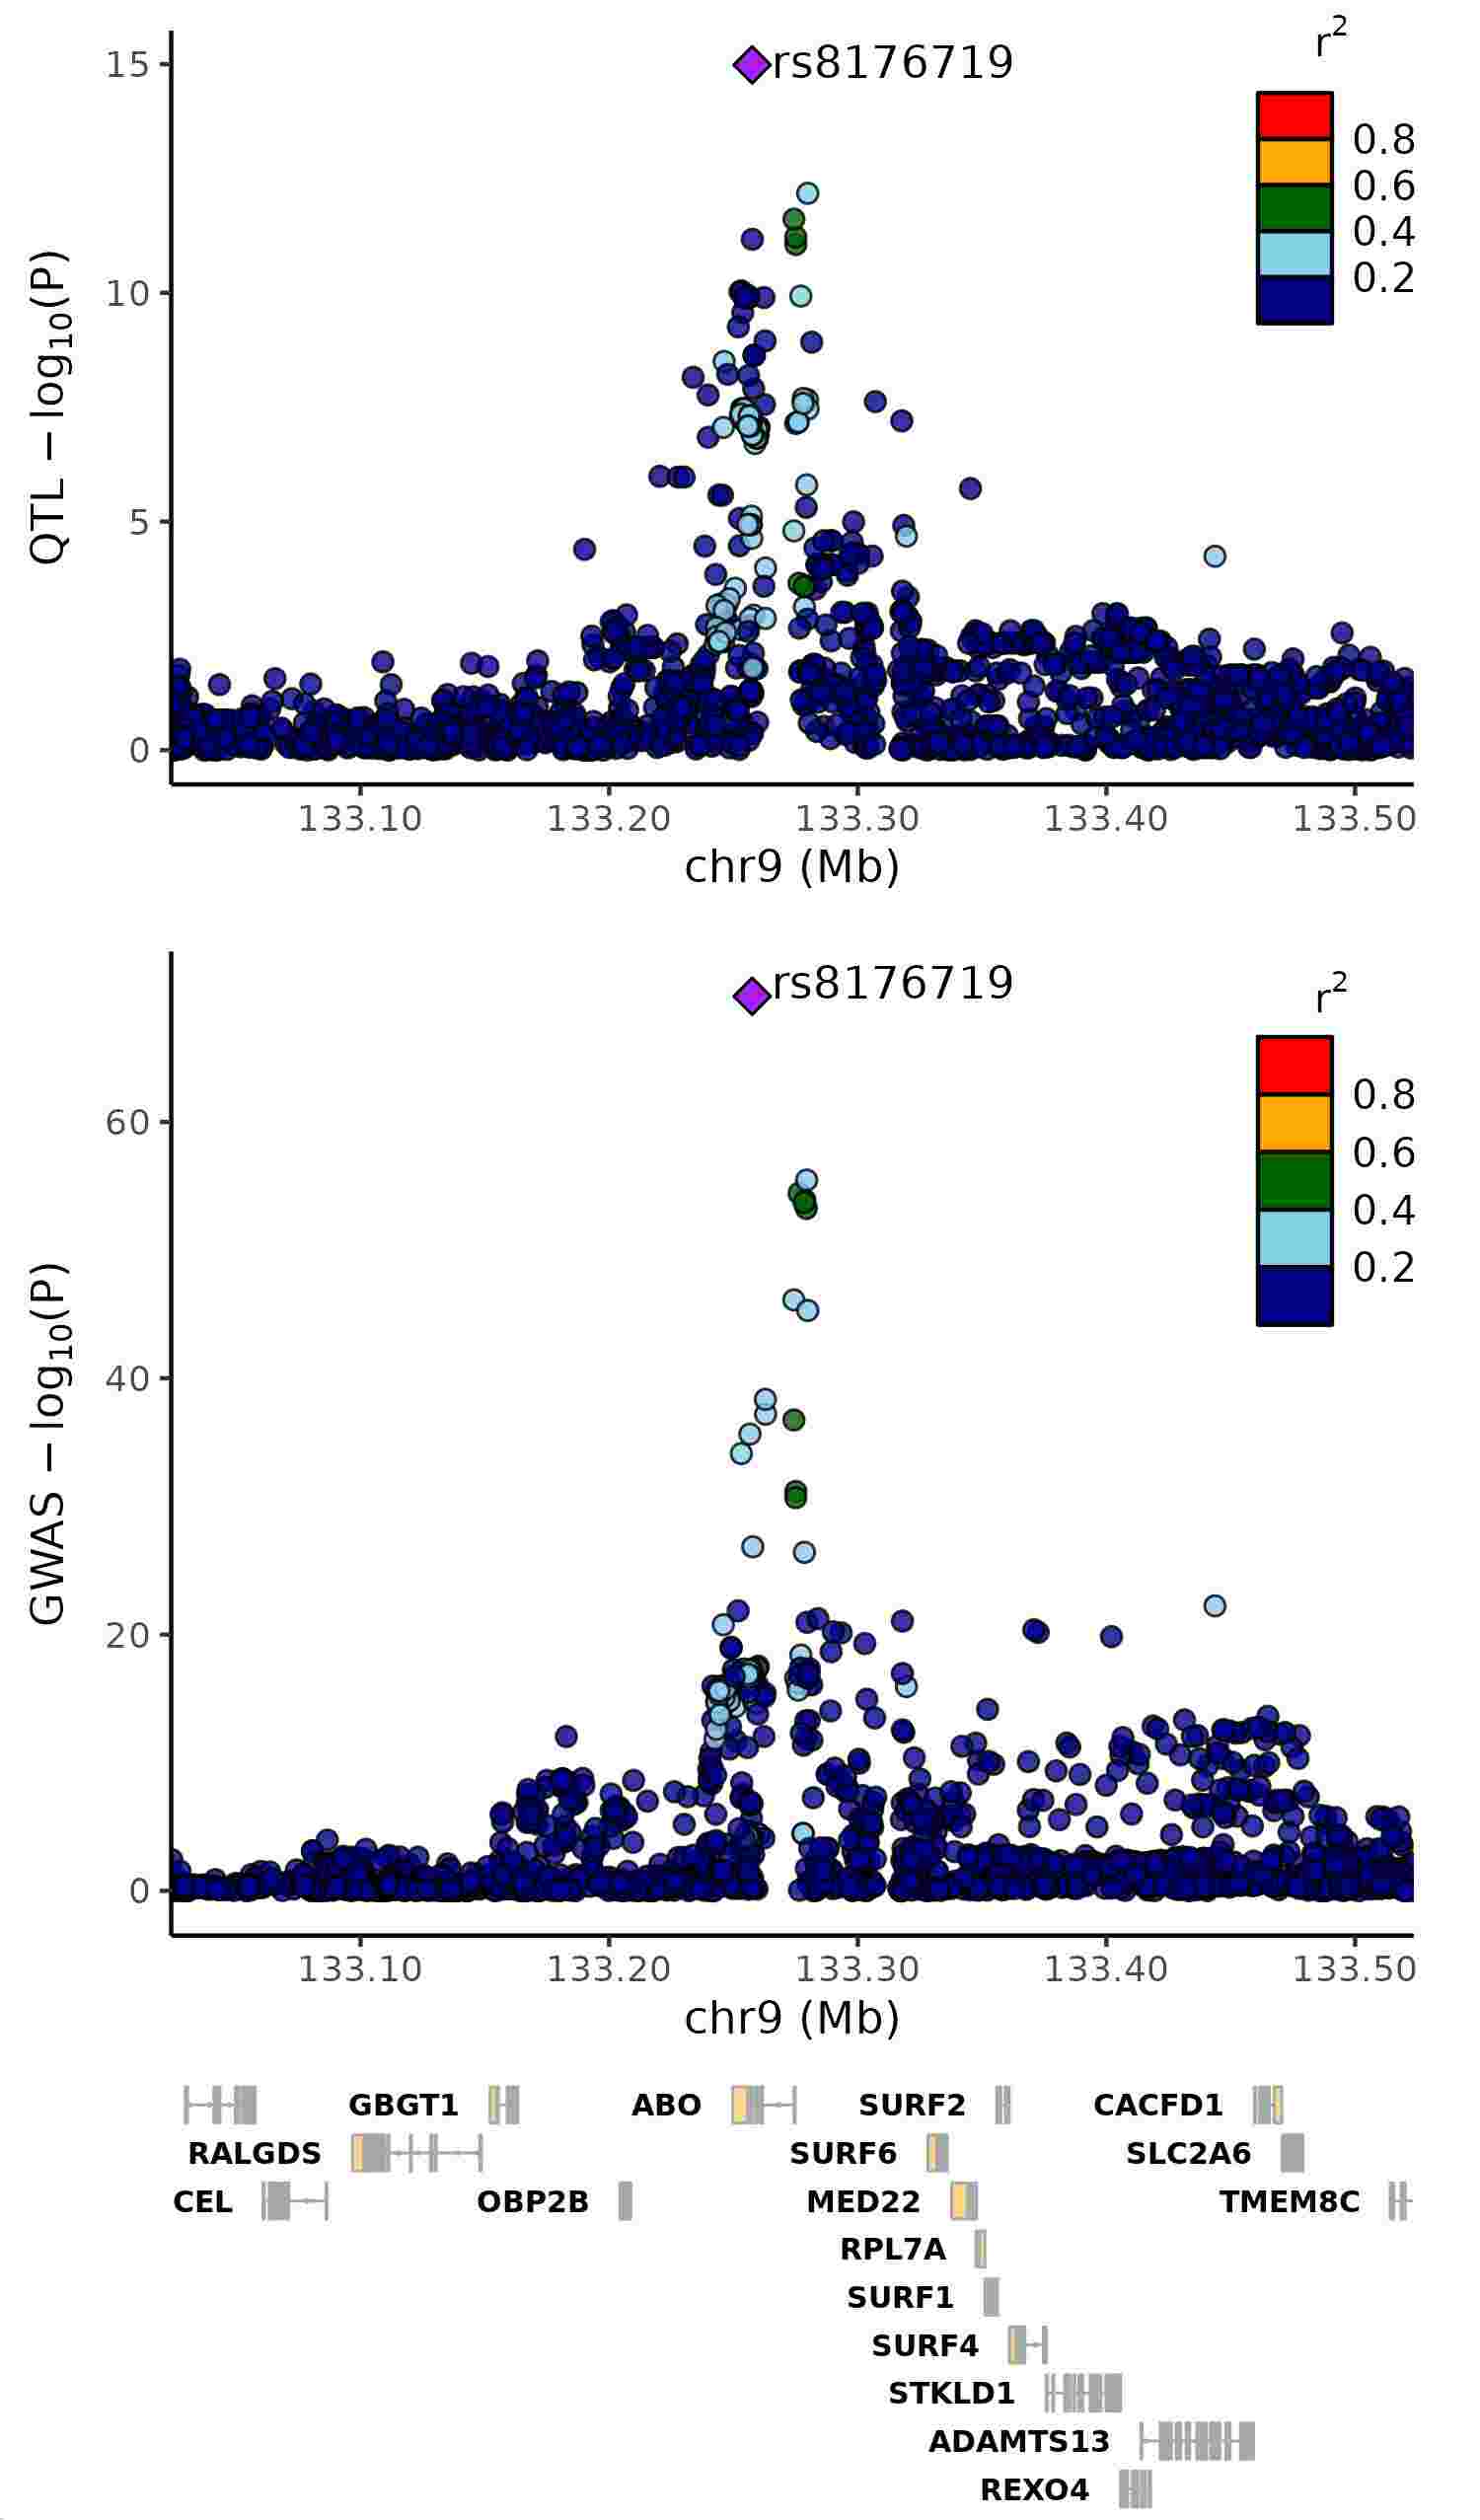 rs8176719
r2
15
10
5
0
0.8
0.6
0.4
0.2
QTL − log10(P)
133.10 133.20 133.30 133.40 133.50
chr9 (Mb)
rs8176719
r2
60
40
20
0
0.8
0.6
0.4
0.2
GWAS − log10(P)
133.10 133.20 133.30 133.40 133.50
chr9 (Mb)
GBGT1 ABO SURF2 CACFD1
RALGDS SURF6 SLC2A6
CEL OBP2B MED22 TMEM8C
RPL7A
SURF1
SURF4
STKLD1
ADAMTS13
REXO4